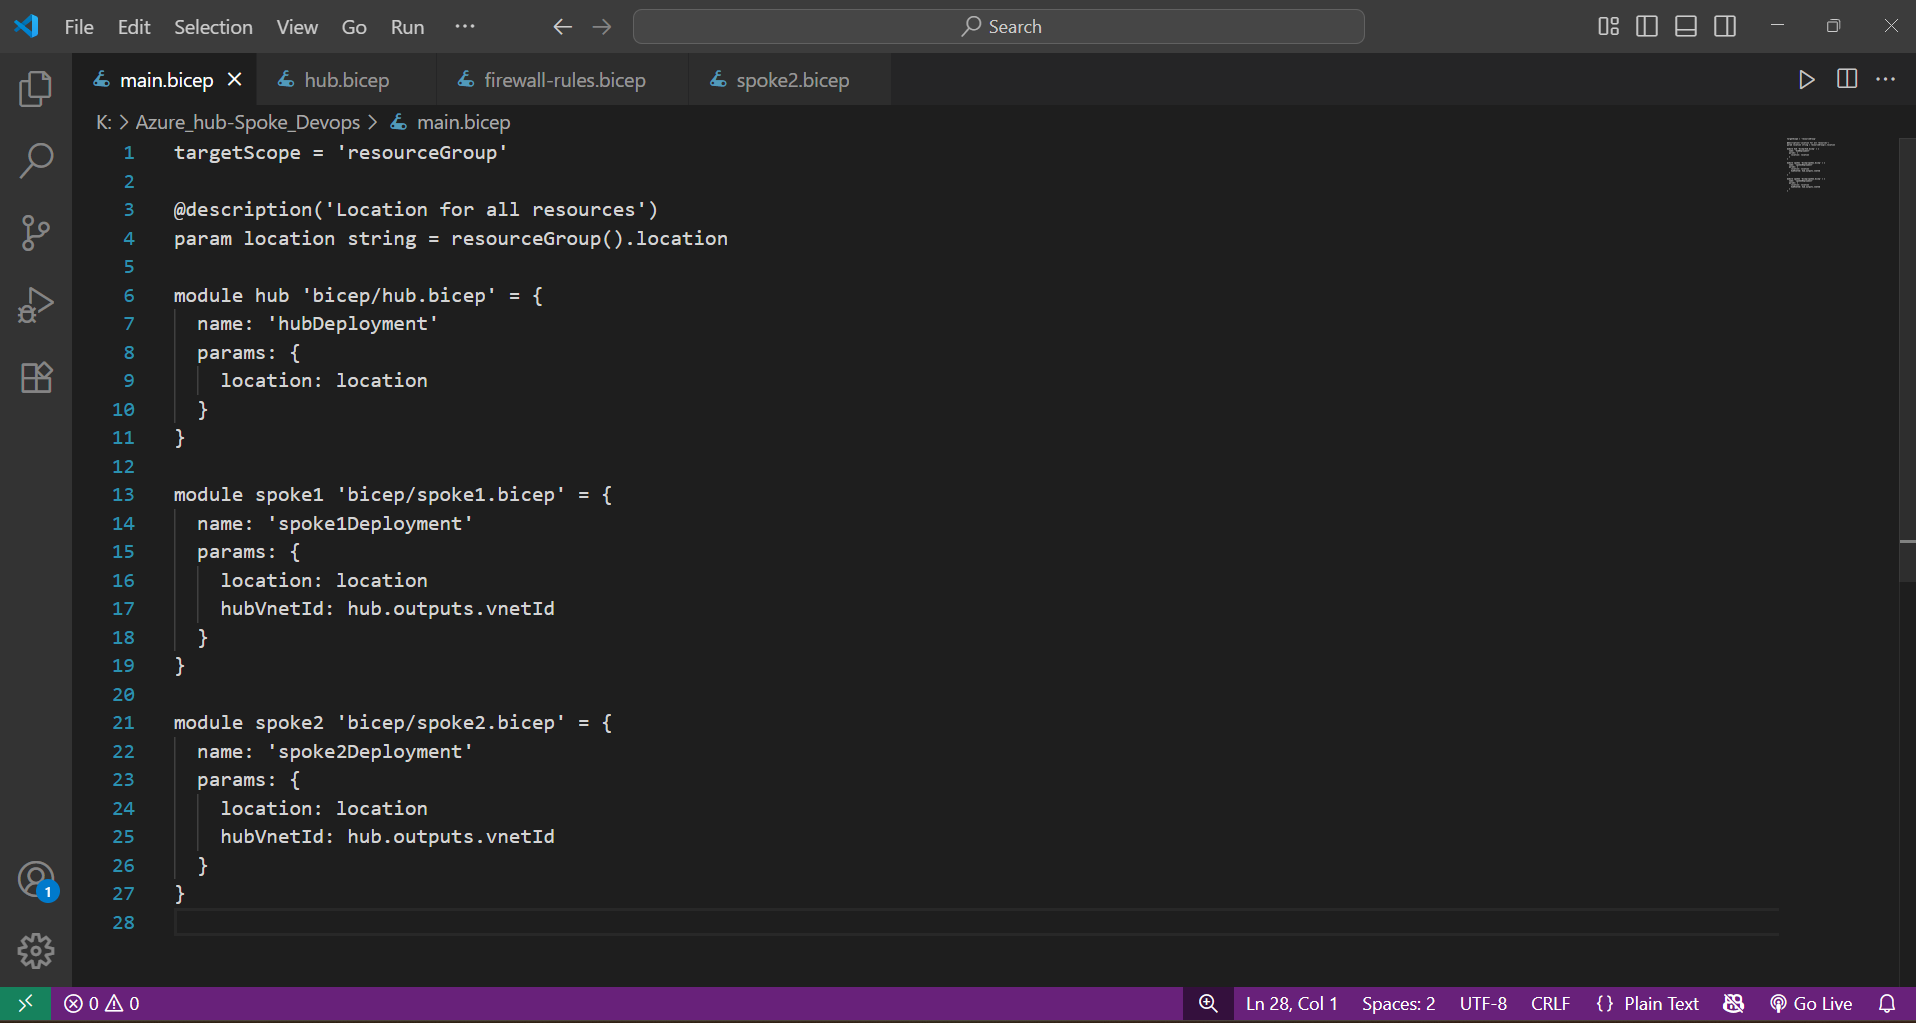 File Edit Selection View Go Run ··· Search
main.bicep hub.bicep firewall-rules.bicep spoke2.bicep
K: > Azure_hub-Spoke_Devops > main.bicep
1 targetScope = 'resourceGroup'
2
3 @description('Location for all resources')
4 param location string = resourceGroup().location
5
6 module hub 'bicep/hub.bicep' = {
7   name: 'hubDeployment'
8   params: {
9     location: location
10   }
11 }
12
13 module spoke1 'bicep/spoke1.bicep' = {
14   name: 'spoke1Deployment'
15   params: {
16     location: location
17     hubVnetId: hub.outputs.vnetId
18   }
19 }
20
21 module spoke2 'bicep/spoke2.bicep' = {
22   name: 'spoke2Deployment'
23   params: {
24     location: location
25     hubVnetId: hub.outputs.vnetId
26   }
27 }
28
1
0 0 Ln 28, Col 1 Spaces: 2 UTF-8 CRLF {} Plain Text Go Live